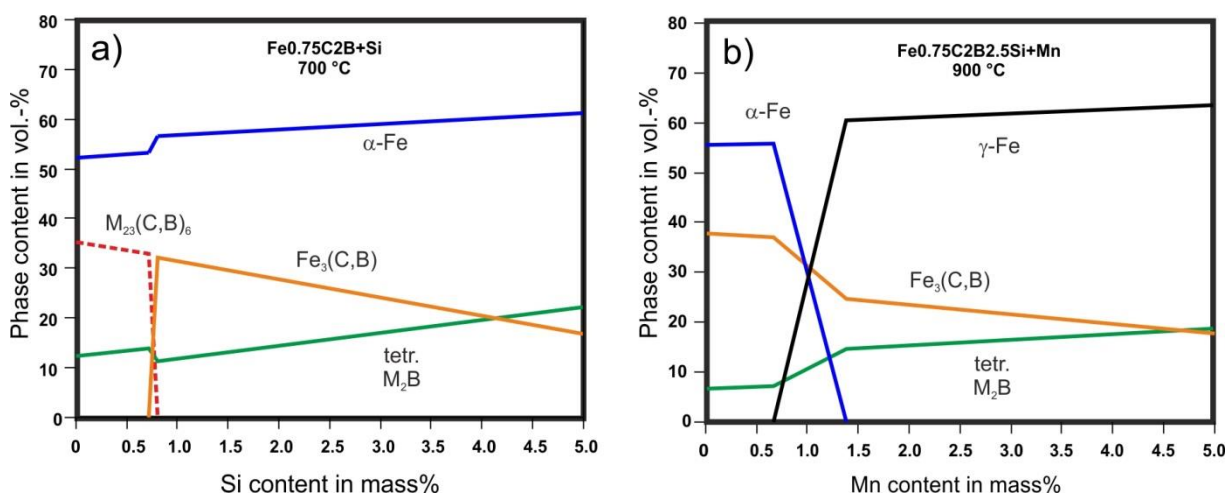 a)
Fe0.75C2B+Si
700 °C
α-Fe
M₂₃(C,B)₆
Fe₃(C,B)
tetr.
M₂B
Phase content in vol.-%
80
70
60
50
40
30
20
10
0
0 0.5 1.0 1.5 2.0 2.5 3.0 3.5 4.0 4.5 5.0
Si content in mass%
b)
Fe0.75C2B2.5Si+Mn
900 °C
α-Fe
γ-Fe
Fe₃(C,B)
tetr.
M₂B
Phase content in vol.-%
80
70
60
50
40
30
20
10
0
0 0.5 1.0 1.5 2.0 2.5 3.0 3.5 4.0 4.5 5.0
Mn content in mass%